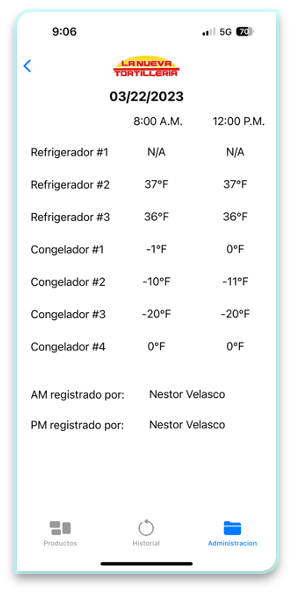 9:06 5G 70
LA NUEVA
TORTILLERIA
03/22/2023
8:00 A.M. 12:00 P.M.
Refrigerador #1 N/A N/A
Refrigerador #2 37°F 37°F
Refrigerador #3 36°F 36°F
Congelador #1 -1°F 0°F
Congelador #2 -10°F -11°F
Congelador #3 -20°F -20°F
Congelador #4 0°F 0°F
AM registrado por: Nestor Velasco
PM registrado por: Nestor Velasco
Productos Historial Administracion